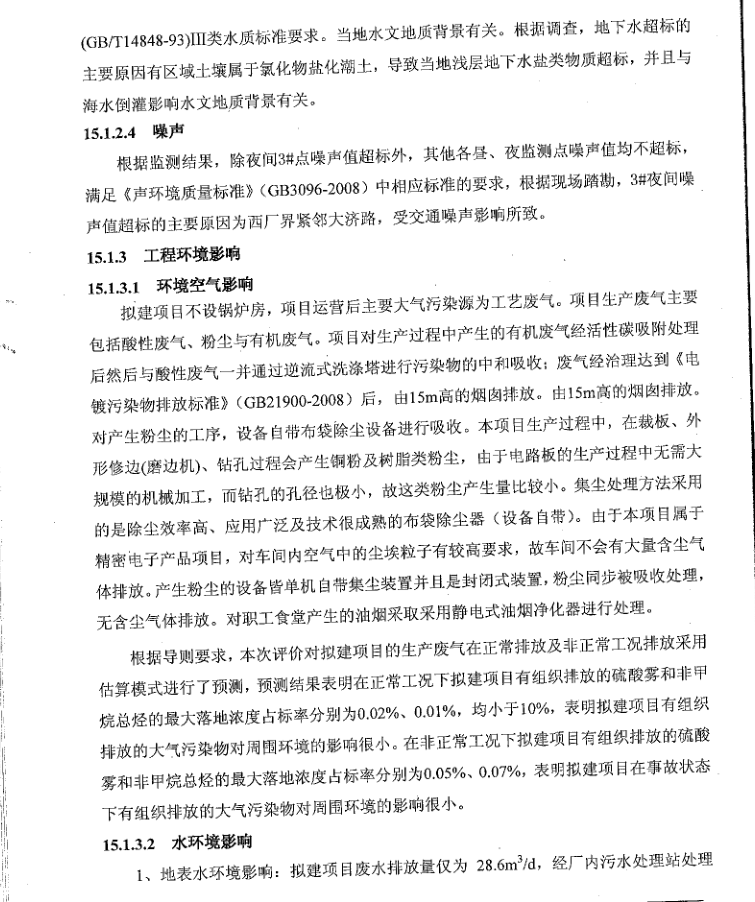 (GB/T14848-93)III类水质标准要求。当地水文地质背景有关。根据调查，地下水超标的
主要原因有区域土壤属于氯化物盐化潮土，导致当地浅层地下水盐类物质超标，并且与
海水倒灌影响水文地质背景有关。
15.1.2.4 噪声
根据监测结果，除夜间3#点噪声值超标外，其他各昼、夜监测点噪声值均不超标，
满足《声环境质量标准》（GB3096-2008）中相应标准的要求，根据现场踏勘，3#夜间噪
声值超标的主要原因为西厂界紧邻大济路，受交通噪声影响所致。
15.1.3 工程环境影响
15.1.3.1 环境空气影响
拟建项目不设锅炉房，项目运营后主要大气污染源为工艺废气。项目生产废气主要
包括酸性废气、粉尘与有机废气。项目对生产过程中产生的有机废气经活性碳吸附处理
后然后与酸性废气一并通过逆流式洗涤塔进行污染物的中和吸收；废气经治理达到《电
镀污染物排放标准》（GB21900-2008）后，由15m高的烟囱排放。由15m高的烟囱排放。
对产生粉尘的工序，设备自带布袋除尘设备进行吸收。本项目生产过程中，在裁板、外
形修边(磨边机)、钻孔过程会产生铜粉及树脂类粉尘，由于电路板的生产过程中无需大
规模的机械加工，而钻孔的孔径也极小，故这类粉尘产生量比较小。集尘处理方法采用
的是除尘效率高、应用广泛及技术很成熟的布袋除尘器（设备自带）。由于本项目属于
精密电子产品项目，对车间内空气中的尘埃粒子有较高要求，故车间不会有大量含尘气
体排放。产生粉尘的设备皆单机自带集尘装置并且是封闭式装置，粉尘同步被吸收处理，
无含尘气体排放。对职工食堂产生的油烟采取采用静电式油烟净化器进行处理。
根据导则要求，本次评价对拟建项目的生产废气在正常排放及非正常工况排放采用
估算模式进行了预测，预测结果表明在正常工况下拟建项目有组织排放的硫酸雾和非甲
烷总烃的最大落地浓度占标率分别为0.02%、0.01%，均小于10%，表明拟建项目有组织
排放的大气污染物对周围环境的影响很小。在非正常工况下拟建项目有组织排放的硫酸
雾和非甲烷总烃的最大落地浓度占标率分别为0.05%、0.07%，表明拟建项目在事故状态
下有组织排放的大气污染物对周围环境的影响很小。
15.1.3.2 水环境影响
1、地表水环境影响：拟建项目废水排放量仅为 28.6m³/d，经厂内污水处理站处理